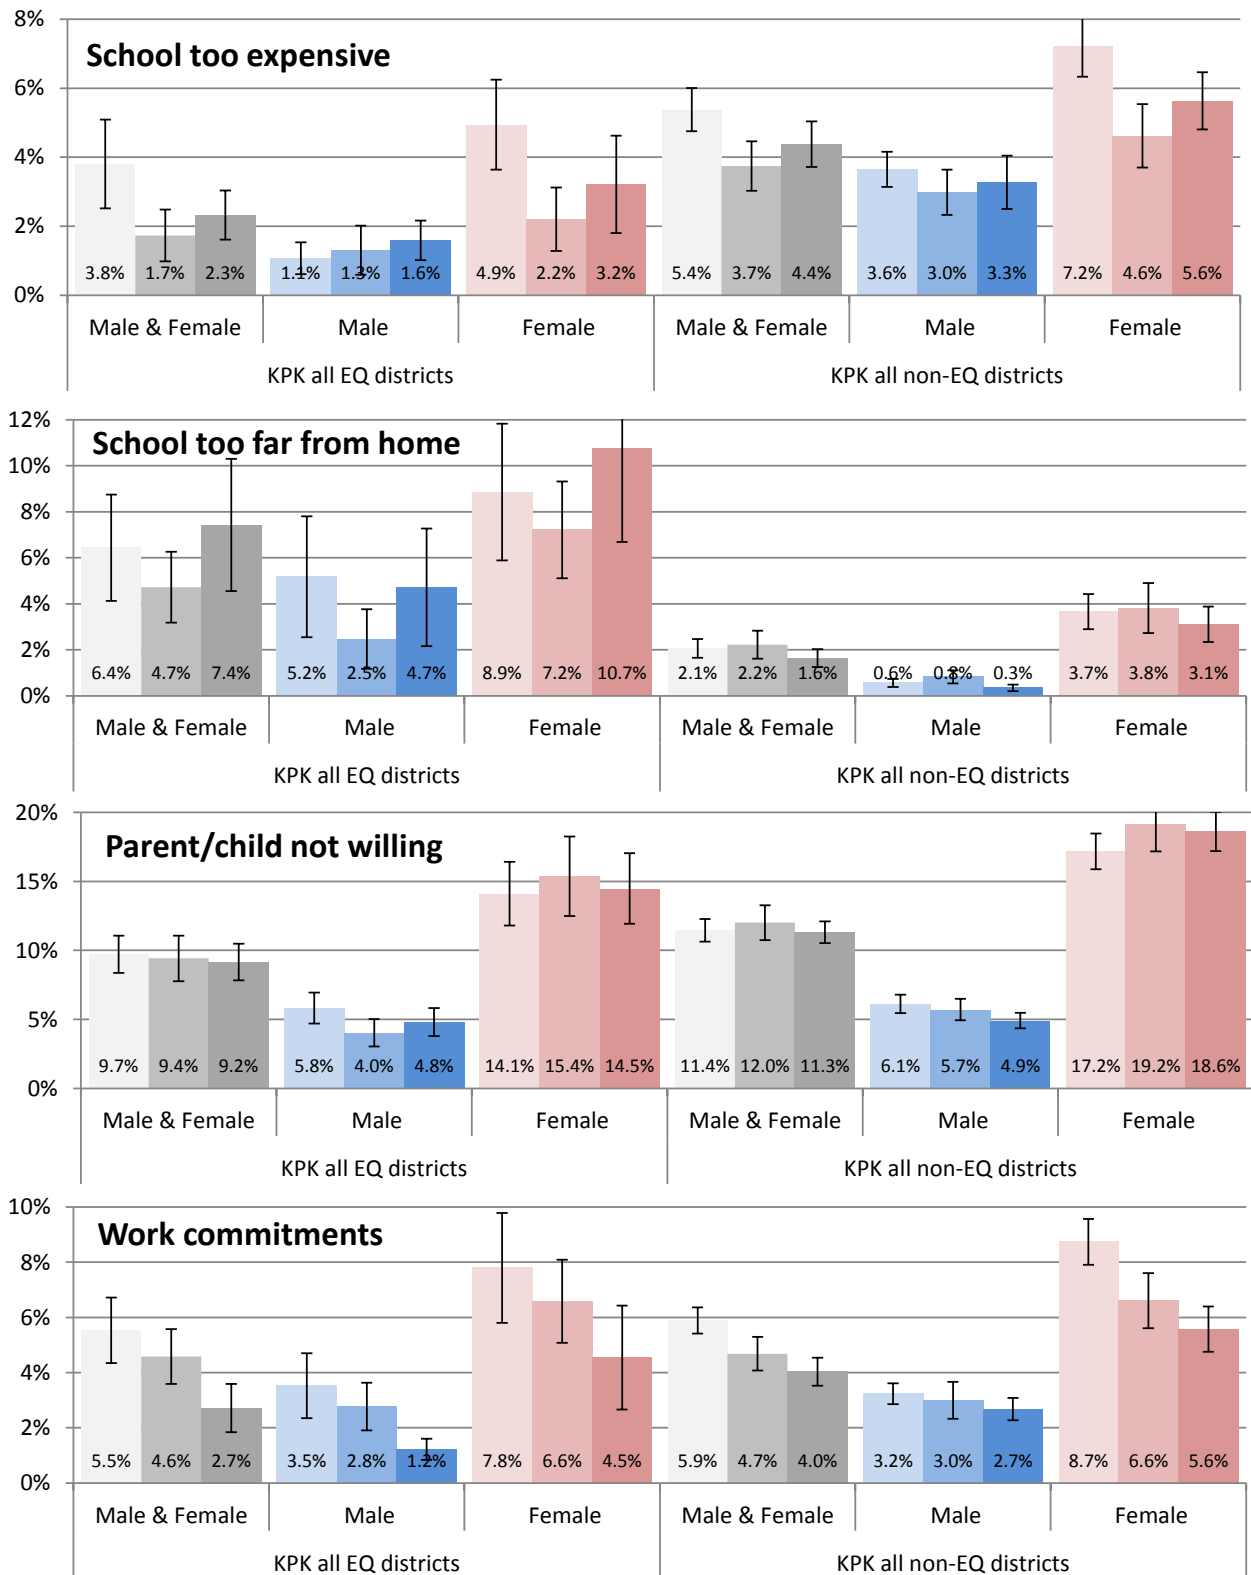 8%
School too expensive
6%
4%
2%
3.8% 1.7% 2.3% 1.1% 1.3% 1.6% 4.9% 2.2% 3.2% 5.4% 3.7% 4.4% 3.6% 3.0% 3.3% 7.2% 4.6% 5.6%
0%
Male & Female Male Female Male & Female Male Female
KPK all EQ districts KPK all non-EQ districts
12%
School too far from home
10%
8%
6%
4%
2%
6.4% 4.7% 7.4% 5.2% 2.5% 4.7% 8.9% 7.2% 10.7% 2.1% 2.2% 1.6% 0.6% 0.8% 0.3% 3.7% 3.8% 3.1%
0%
Male & Female Male Female Male & Female Male Female
KPK all EQ districts KPK all non-EQ districts
20%
Parent/child not willing
15%
10%
5%
9.7% 9.4% 9.2% 5.8% 4.0% 4.8% 14.1% 15.4% 14.5% 11.4% 12.0% 11.3% 6.1% 5.7% 4.9% 17.2% 19.2% 18.6%
0%
Male & Female Male Female Male & Female Male Female
KPK all EQ districts KPK all non-EQ districts
10%
Work commitments
8%
6%
4%
2%
5.5% 4.6% 2.7% 3.5% 2.8% 1.2% 7.8% 6.6% 4.5% 5.9% 4.7% 4.0% 3.2% 3.0% 2.7% 8.7% 6.6% 5.6%
0%
Male & Female Male Female Male & Female Male Female
KPK all EQ districts KPK all non-EQ districts